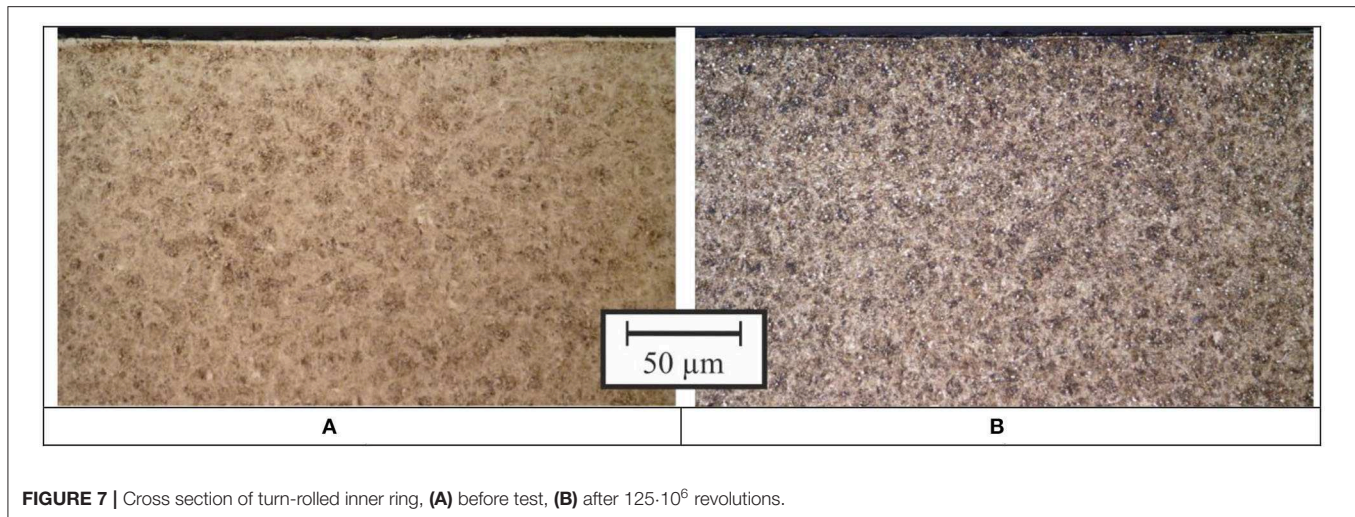 50 µm
A
B
FIGURE 7 | Cross section of turn-rolled inner ring, (A) before test, (B) after 125·10⁶ revolutions.